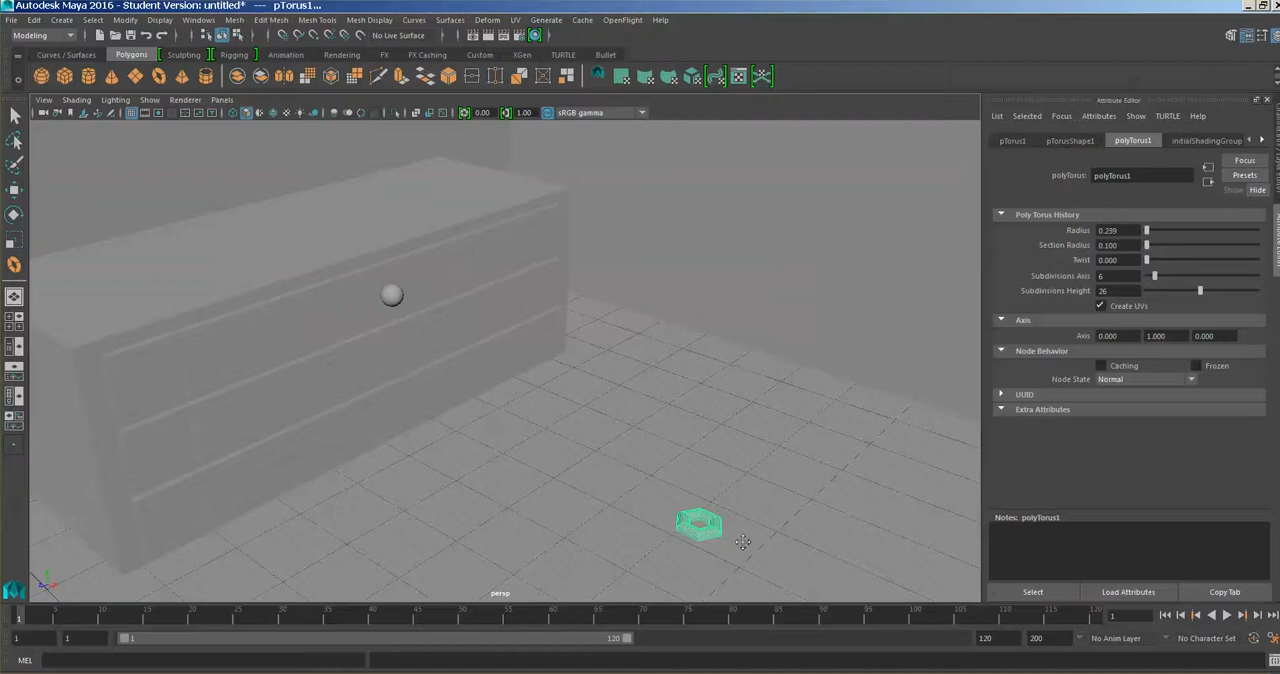 Autodesk Maya 2016 - Student Version: untitled* --- pTorus1...
File Edit Create Select Modify Display Windows Mesh Edit Mesh Mesh Tools Mesh Display Curves Surfaces Deform UV Generate Cache OpenFlight Help
Modeling No Live Surface
Curves / Surfaces Polygons Sculpting Rigging Animation Rendering FX FX Caching Custom XGen TURTLE Bullet
View Shading Lighting Show Renderer Panels
0.00 1.00 sRGB gamma
persp
Attribute Editor
List Selected Focus Attributes Show TURTLE Help
pTorus1 pTorusShape1 polyTorus1 initialShadingGroup
Focus
polyTorus: polyTorus1 Presets
Show Hide
Poly Torus History
Radius 0.239
Section Radius 0.100
Twist 0.000
Subdivisions Axis 6
Subdivisions Height 26
Create UVs
Axis
Axis 0.000 1.000 0.000
Node Behavior
Caching Frozen
Node State Normal
UUID
Extra Attributes
Notes: polyTorus1
Select Load Attributes Copy Tab
1 5 10 15 20 25 30 35 40 45 50 55 60 65 70 75 80 85 90 95 100 105 110 115 120 1
1 1 1 120 120 200 No Anim Layer No Character Set
MEL